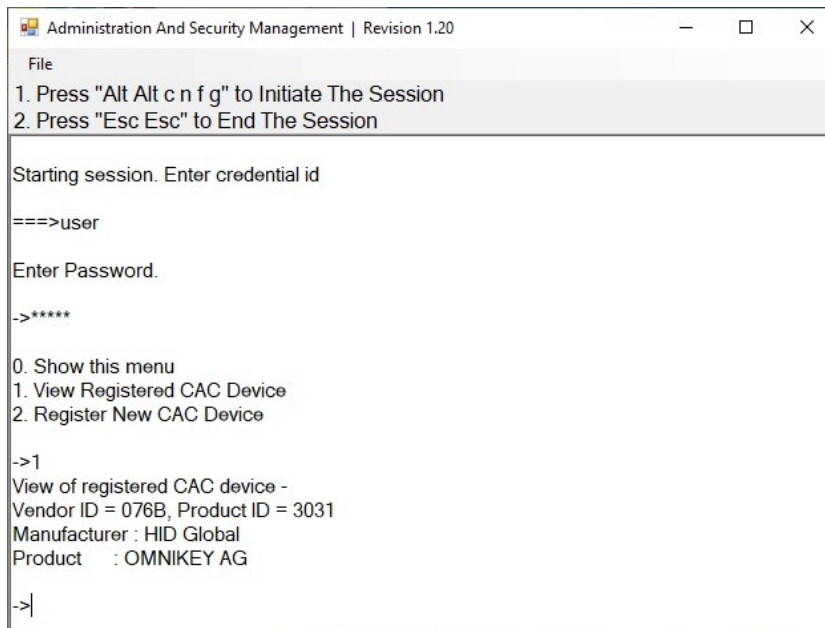 Administration And Security Management | Revision 1.20
File
1. Press "Alt Alt c n f g" to Initiate The Session
2. Press "Esc Esc" to End The Session
Starting session. Enter credential id
===>user
Enter Password.
->*****
0. Show this menu
1. View Registered CAC Device
2. Register New CAC Device
->1
View of registered CAC device -
Vendor ID = 076B, Product ID = 3031
Manufacturer : HID Global
Product : OMNIKEY AG
->